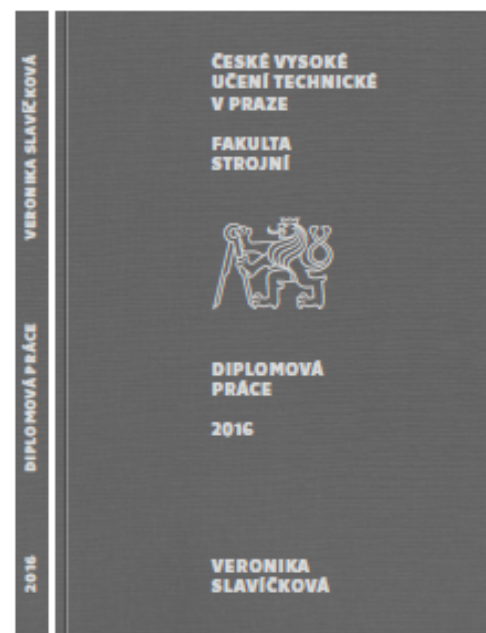 VERONIKA SLAVÍČKOVÁ
DIPLOMOVÁ PRÁCE
2016
ČESKÉ VYSOKÉ
UČENÍ TECHNICKÉ
V PRAZE
FAKULTA
STROJNÍ
DIPLOMOVÁ
PRÁCE
2016
VERONIKA
SLAVÍČKOVÁ